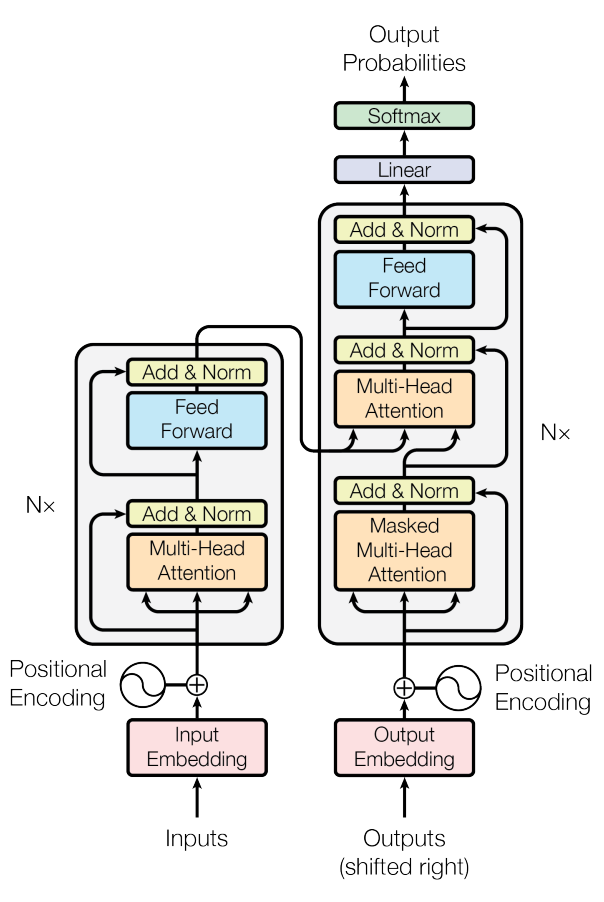 Output
Probabilities
Softmax
Linear
Add & Norm
Feed
Forward
Add & Norm
Multi-Head
Attention
Add & Norm
Masked
Multi-Head
Attention
N×
Add & Norm
Feed
Forward
Add & Norm
Multi-Head
Attention
N×
Positional
Encoding
Input
Embedding
Inputs
Positional
Encoding
Output
Embedding
Outputs
(shifted right)